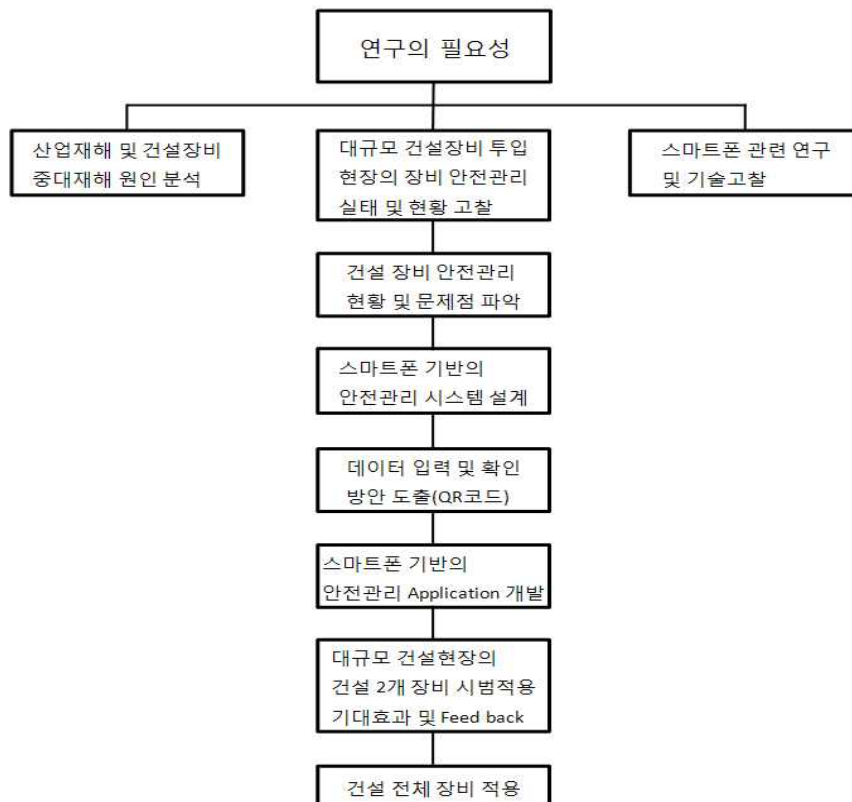 연구의 필요성
산업재해 및 건설장비
중대재해 원인 분석
대규모 건설장비 투입
현장의 장비 안전관리
실태 및 현황 고찰
스마트폰 관련 연구
및 기술고찰
건설 장비 안전관리
현황 및 문제점 파악
스마트폰 기반의
안전관리 시스템 설계
데이터 입력 및 확인
방안 도출(QR코드)
스마트폰 기반의
안전관리 Application 개발
대규모 건설현장의
건설 2개 장비 시범적용
기대효과 및 Feed back
건설 전체 장비 적용